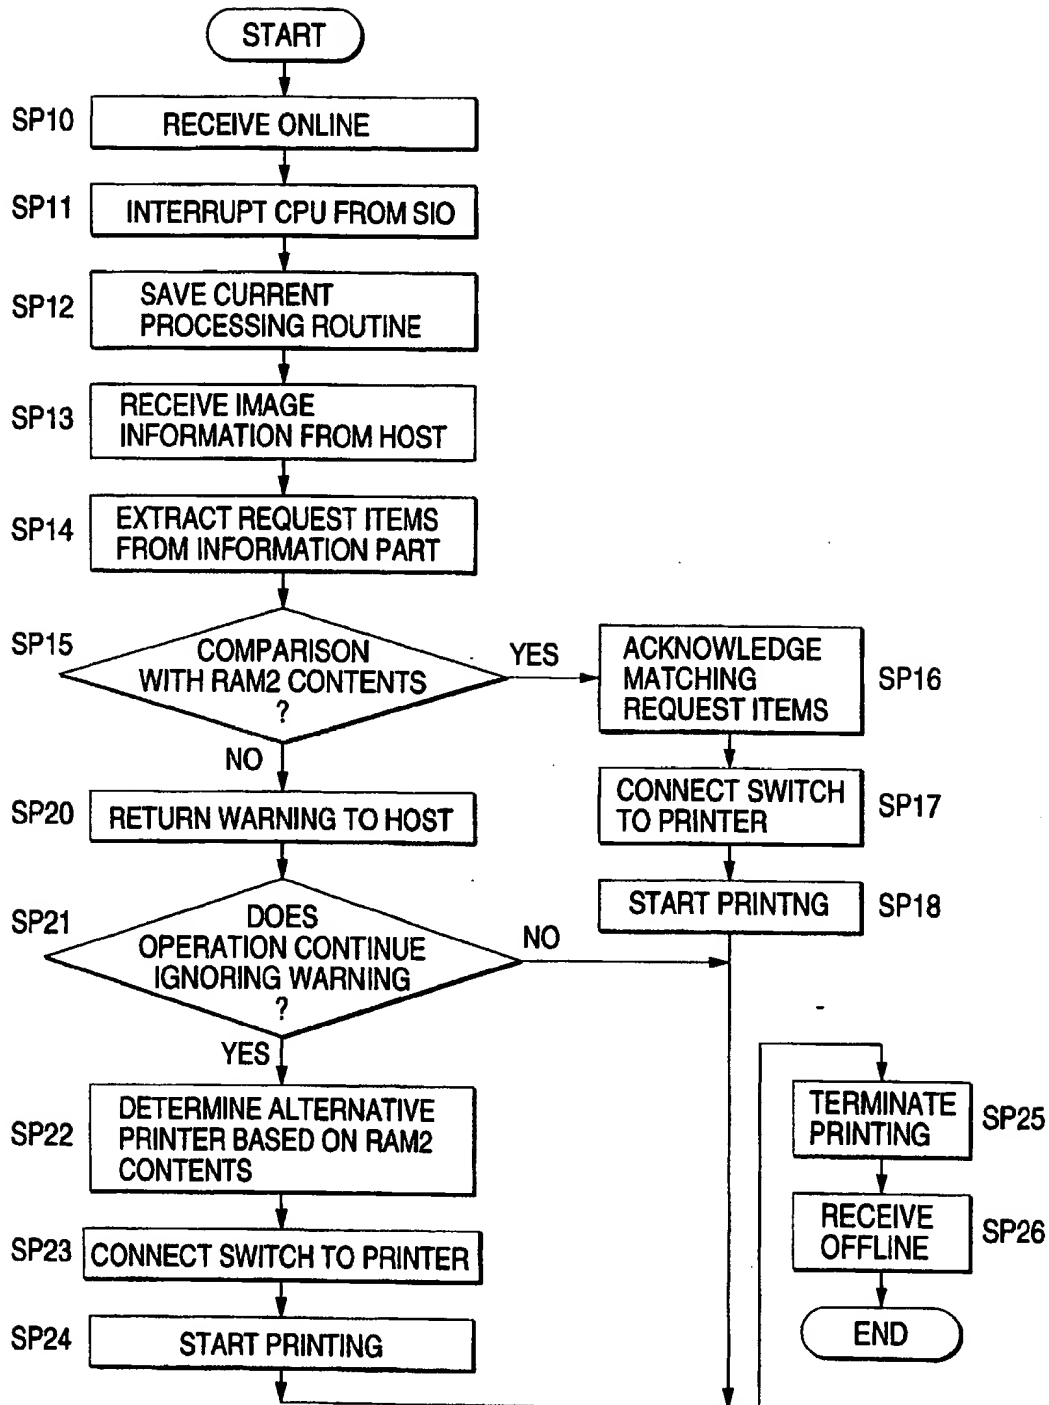 START
SP10
RECEIVE ONLINE
SP11
INTERRUPT CPU FROM SIO
SP12
SAVE CURRENT
PROCESSING ROUTINE
SP13
RECEIVE IMAGE
INFORMATION FROM HOST
SP14
EXTRACT REQUEST ITEMS
FROM INFORMATION PART
SP15
COMPARISON
WITH RAM2 CONTENTS
?
YES
ACKNOWLEDGE
MATCHING
REQUEST ITEMS
SP16
NO
CONNECT SWITCH
TO PRINTER
SP17
SP20
RETURN WARNING TO HOST
START PRINTNG
SP18
SP21
DOES
OPERATION CONTINUE
IGNORING WARNING
?
NO
YES
SP22
DETERMINE ALTERNATIVE
PRINTER BASED ON RAM2
CONTENTS
SP23
CONNECT SWITCH TO PRINTER
SP24
START PRINTING
TERMINATE
PRINTING
SP25
RECEIVE
OFFLINE
SP26
END